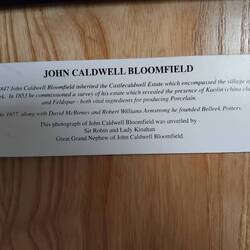 JOHN CALDWELL BLOOMFIELD
John Caldwell Bloomfield inherited the Castlecaldwell Estate which encompassed the village of
In 1853 he commissioned a survey of his estate which revealed the presence of Kaolin (china clay)
and Feldspar - both vital ingredients for producing Porcelain.
1857, along with David McBirney and Robert Williams Armstrong he founded Belleek Pottery.
This photograph of John Caldwell Bloomfield was unveiled by
Sir Robin and Lady Kinahan
Great Grand Nephew of John Caldwell Bloomfield.